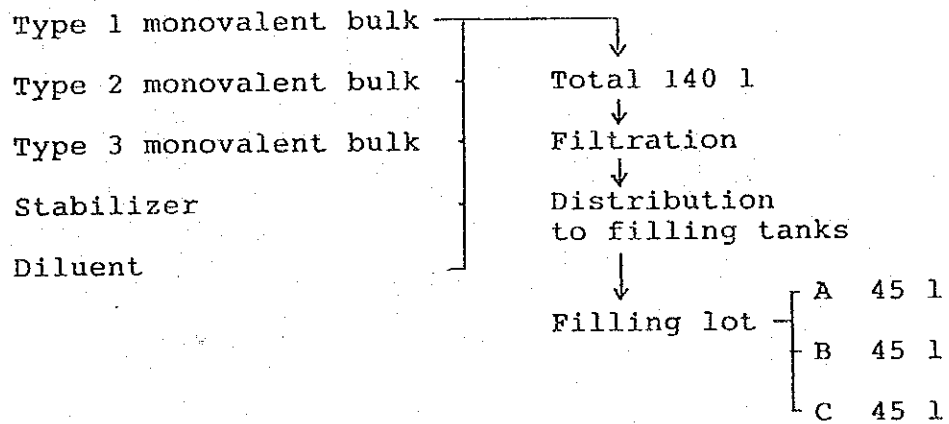 Type 1 monovalent bulk
Type 2 monovalent bulk
Type 3 monovalent bulk
Stabilizer
Diluent
Total 140 l
Filtration
Distribution
to filling tanks
Filling lot
A 45 l
B 45 l
C 45 l